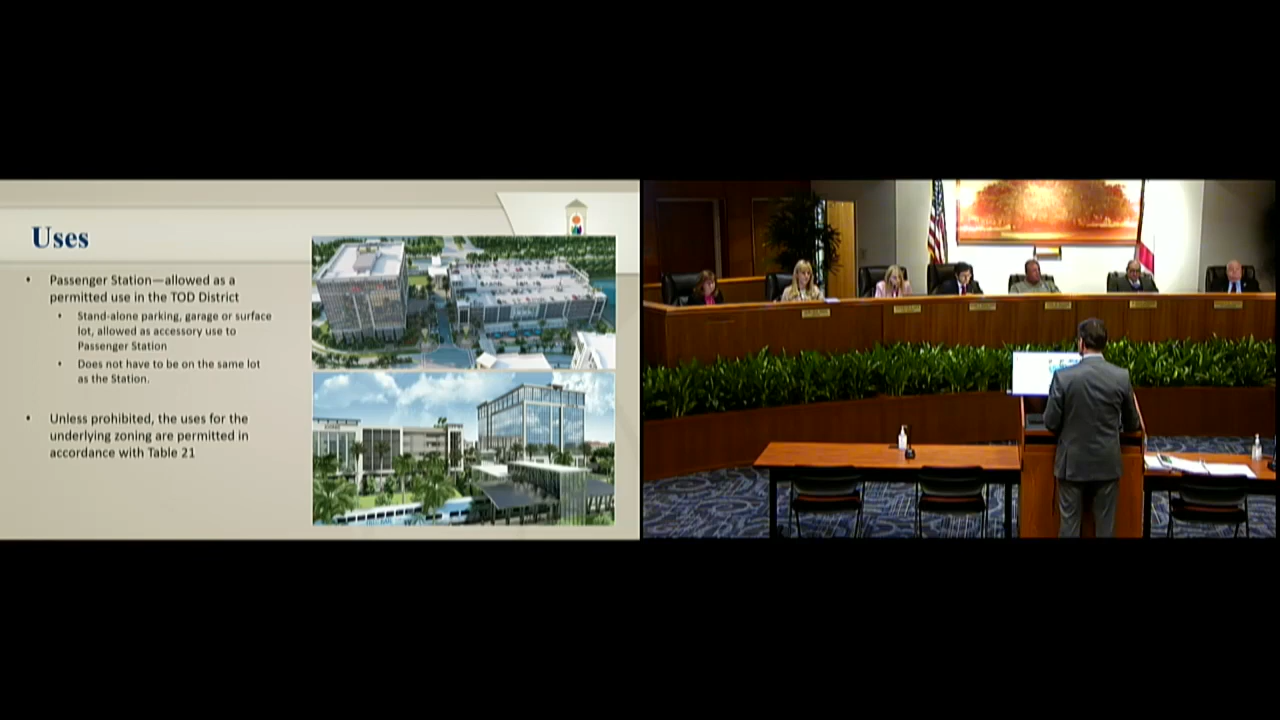 Uses
• Passenger Station—allowed as a
permitted use in the TOD District
• Stand-alone parking, garage or surface
lot, allowed as accessory use to
Passenger Station
• Does not have to be on the same lot
as the Station.
• Unless prohibited, the uses for the
underlying zoning are permitted in
accordance with Table 21